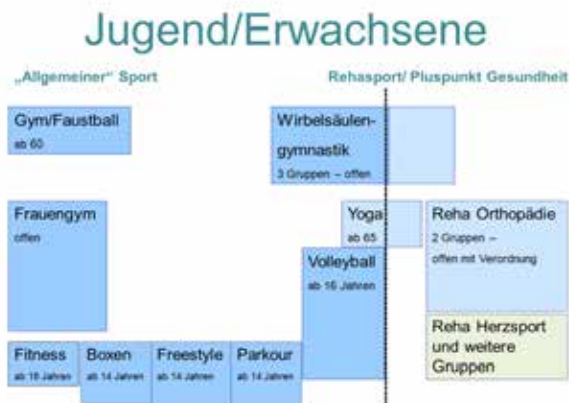 Jugend/Erwachsene
„Allgemeiner“ Sport
Rehasport/ Pluspunkt Gesundheit
Gym/Faustball
ab 60
Wirbelsäulen-
gymnastik
3 Gruppen – offen
Frauengym
offen
Yoga
ab 65
Reha Orthopädie
2 Gruppen –
offen mit Verordnung
Volleyball
ab 16 Jahren
Reha Herzsport
und weitere
Gruppen
Fitness
ab 16 Jahren
Boxen
ab 14 Jahren
Freestyle
ab 14 Jahren
Parkour
ab 14 Jahren